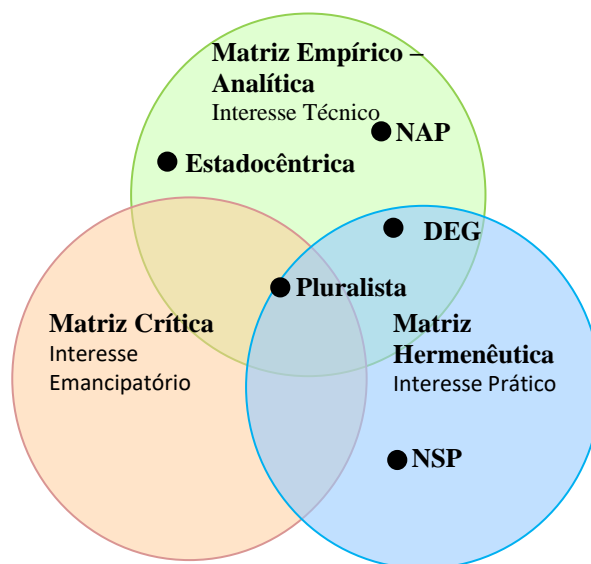 Matriz Empírico –
Analítica
Interesse Técnico
NAP
Estadocêntrica
DEG
Pluralista
Matriz Crítica
Interesse
Emancipatório
Matriz
Hermenêutica
Interesse Prático
NSP